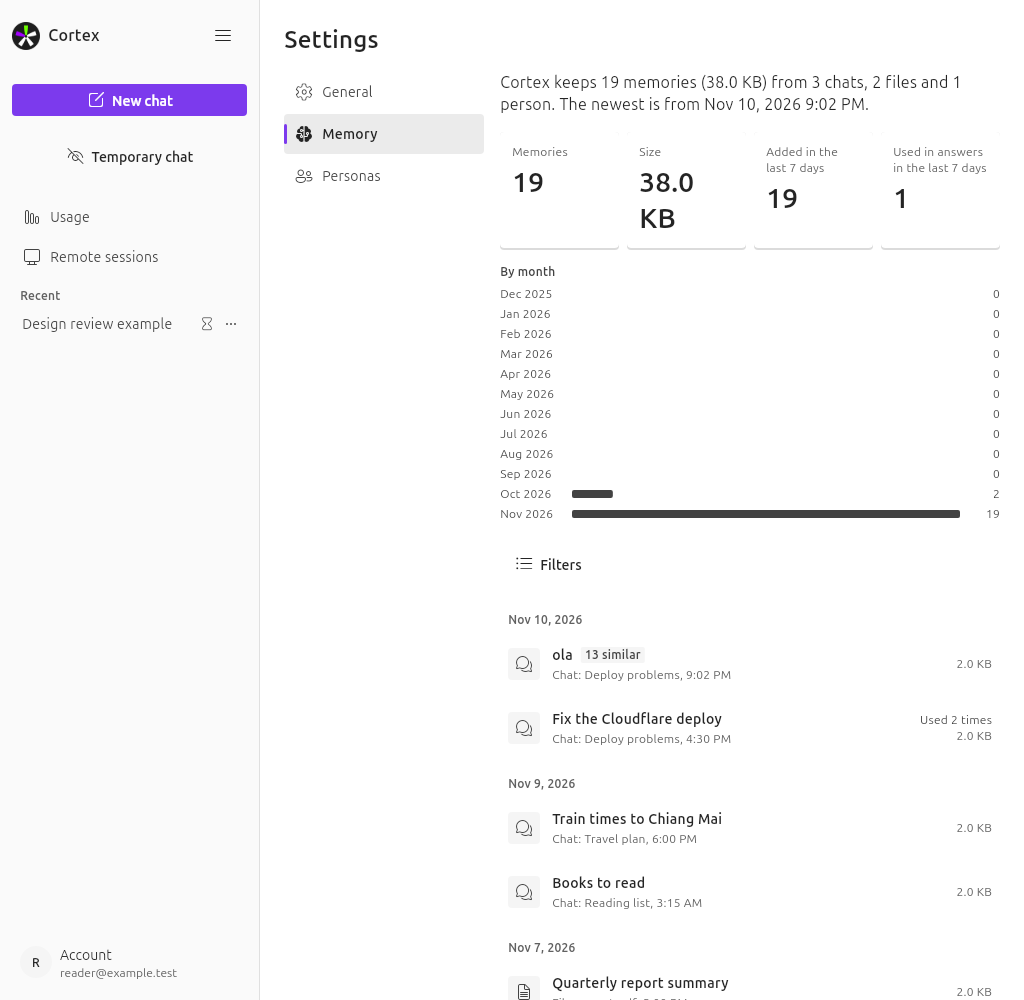 Cortex
New chat
Temporary chat
Usage
Remote sessions
Recent
Design review example
R
Account
reader@example.test
Settings
General
Memory
Personas
Cortex keeps 19 memories (38.0 KB) from 3 chats, 2 files and 1
person. The newest is from Nov 10, 2026 9:02 PM.
Memories
19
Size
38.0
KB
Added in the
last 7 days
19
Used in answers
in the last 7 days
1
By month
Dec 2025 0
Jan 2026 0
Feb 2026 0
Mar 2026 0
Apr 2026 0
May 2026 0
Jun 2026 0
Jul 2026 0
Aug 2026 0
Sep 2026 0
Oct 2026 2
Nov 2026 19
Filters
Nov 10, 2026
ola 13 similar
Chat: Deploy problems, 9:02 PM
2.0 KB
Fix the Cloudflare deploy
Chat: Deploy problems, 4:30 PM
Used 2 times
2.0 KB
Nov 9, 2026
Train times to Chiang Mai
Chat: Travel plan, 6:00 PM
2.0 KB
Books to read
Chat: Reading list, 3:15 AM
2.0 KB
Nov 7, 2026
Quarterly report summary
2.0 KB